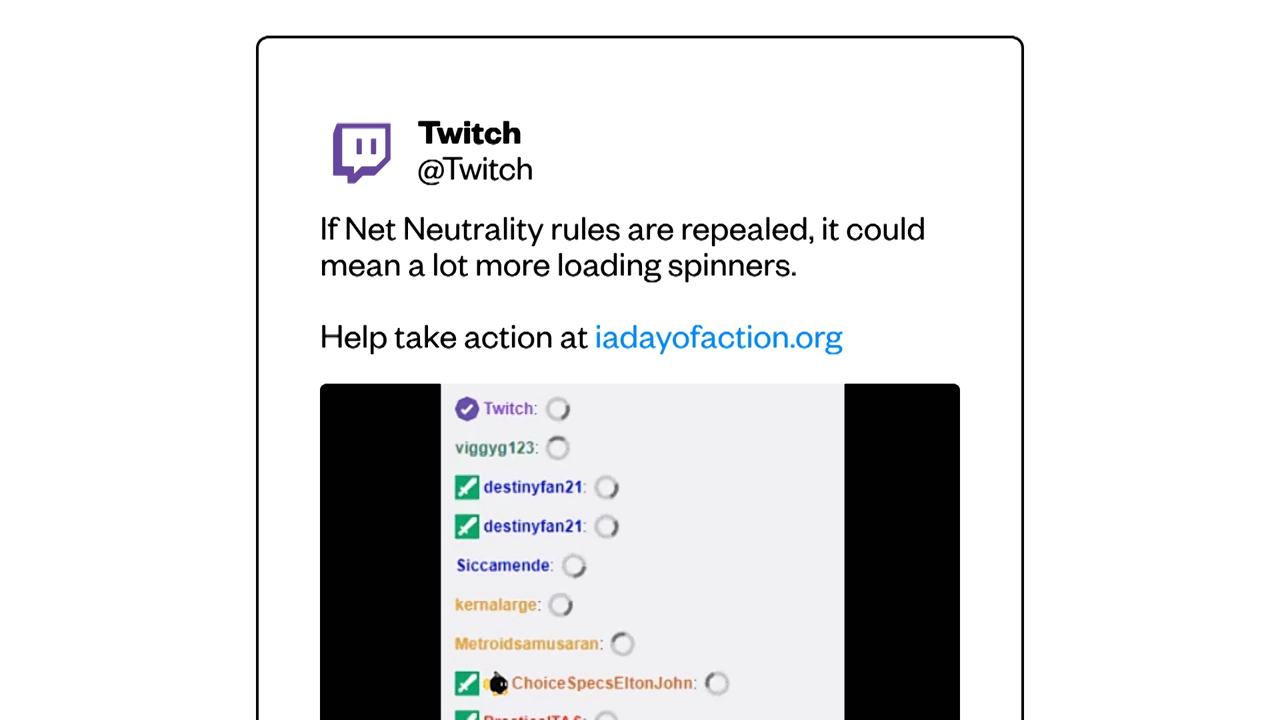 Twitch
@Twitch
If Net Neutrality rules are repealed, it could
mean a lot more loading spinners.
Help take action at iadayofaction.org
Twitch:
viggyg123:
destinyfan21:
destinyfan21:
Siccamende:
kernalarge:
Metroidsamusaran:
ChoiceSpecsEltonJohn: